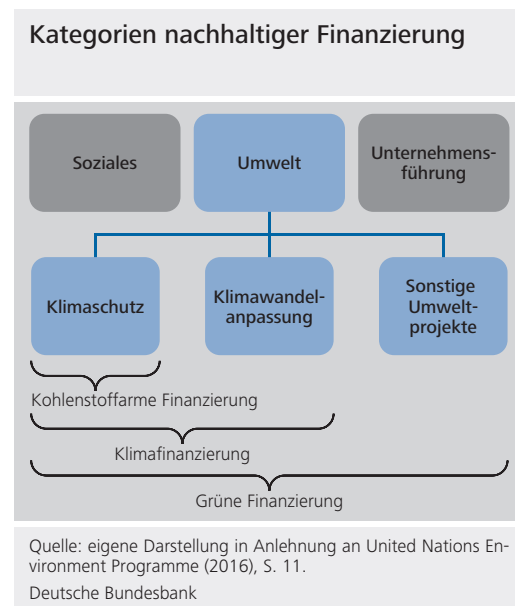 Kategorien nachhaltiger Finanzierung
Soziales
Umwelt
Unternehmens-
führung
Klimaschutz
Klimawandel-
anpassung
Sonstige
Umwelt-
projekte
Kohlenstoffarme Finanzierung
Klimafinanzierung
Grüne Finanzierung
Quelle: eigene Darstellung in Anlehnung an United Nations En-
vironment Programme (2016), S. 11.
Deutsche Bundesbank